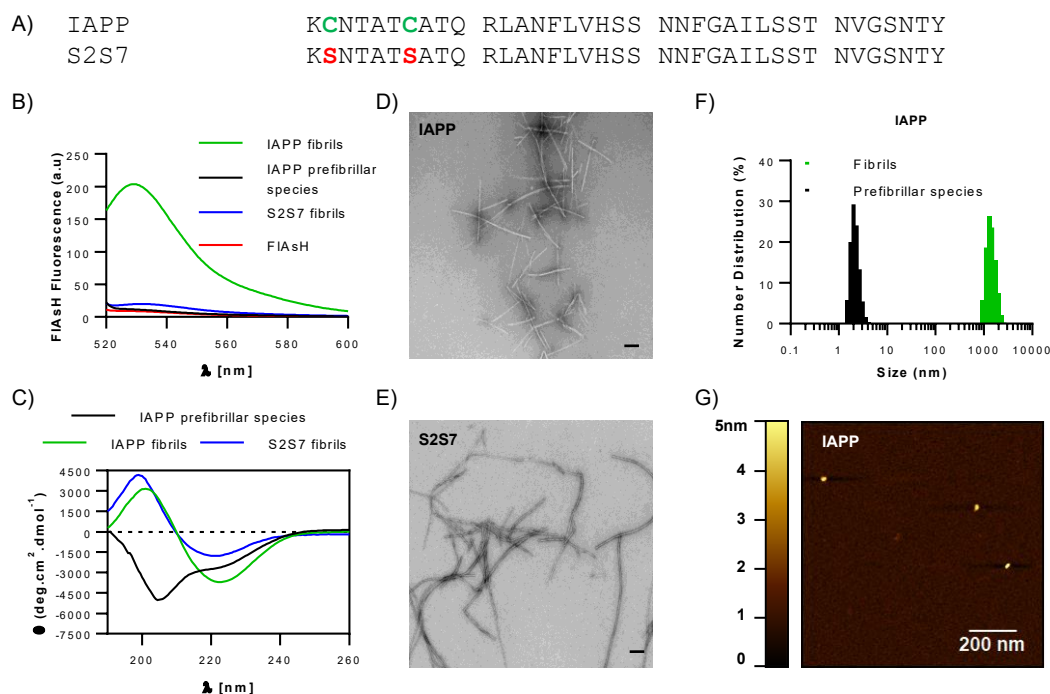 A)
IAPP KCNTATCATQ RLANFLVHSS NNFGAILSST NVGSNTY
S2S7 KSNTATSATQ RLANFLVHSS NNFGAILSST NVGSNTY
B)
IAPP fibrils
IAPP prefibrillar
species
S2S7 fibrils
FlAsH
FlAsH Fluorescence (a.u)
250
200
150
100
50
0
520 540 560 580 600
λ [nm]
C)
IAPP prefibrillar species
IAPP fibrils S2S7 fibrils
θ (deg.cm².dmol⁻¹)
4500
3000
1500
0
-1500
-3000
-4500
-6000
-7500
200 220 240 260
λ [nm]
D)
IAPP
E)
S2S7
F)
IAPP
Fibrils
Prefibrillar species
Number Distribution (%)
40
30
20
10
0
0.1 1 10 100 1000 10000
Size (nm)
G)
5nm
4
3
2
1
0
IAPP
200 nm